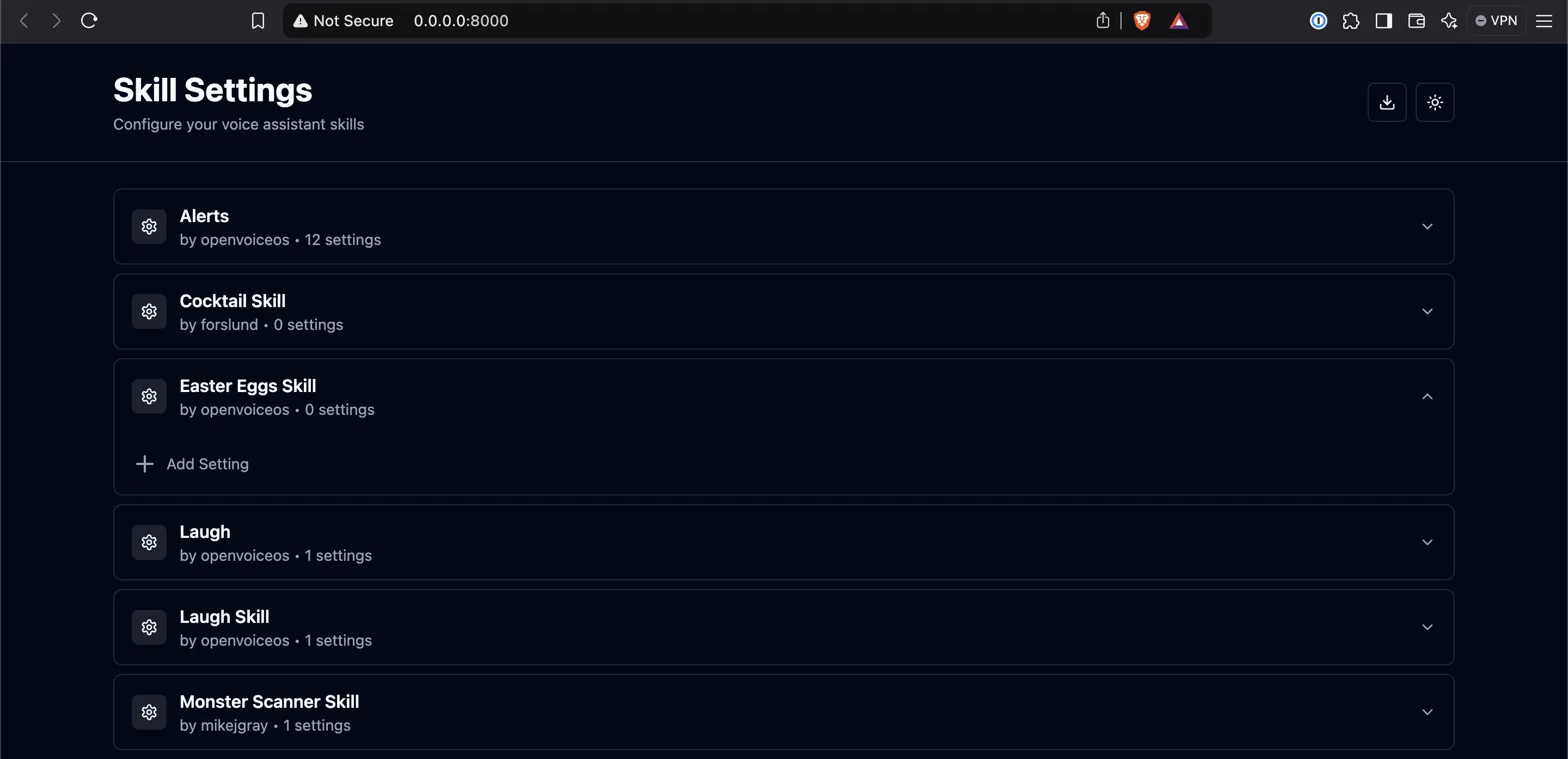 Not Secure 0.0.0.0:8000
VPN
Skill Settings
Configure your voice assistant skills
Alerts
by openvoiceos • 12 settings
Cocktail Skill
by forslund • 0 settings
Easter Eggs Skill
by openvoiceos • 0 settings
Add Setting
Laugh
by openvoiceos • 1 settings
Laugh Skill
by openvoiceos • 1 settings
Monster Scanner Skill
by mikejgray • 1 settings